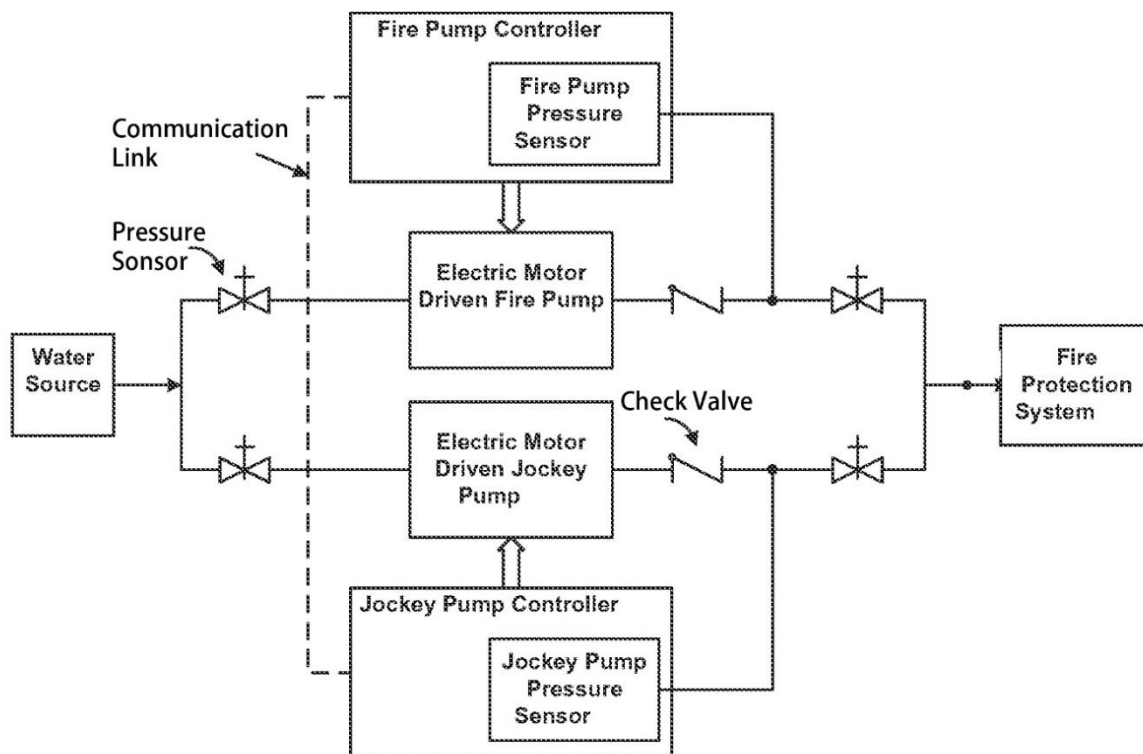 Fire Pump Controller
Fire Pump
Pressure
Sensor
Communication
Link
Pressure
Sonsor
Electric Motor
Driven Fire Pump
Water
Source
Fire
Protection
System
Check Valve
Electric Motor
Driven Jockey
Pump
Jockey Pump Controller
Jockey Pump
Pressure
Sensor